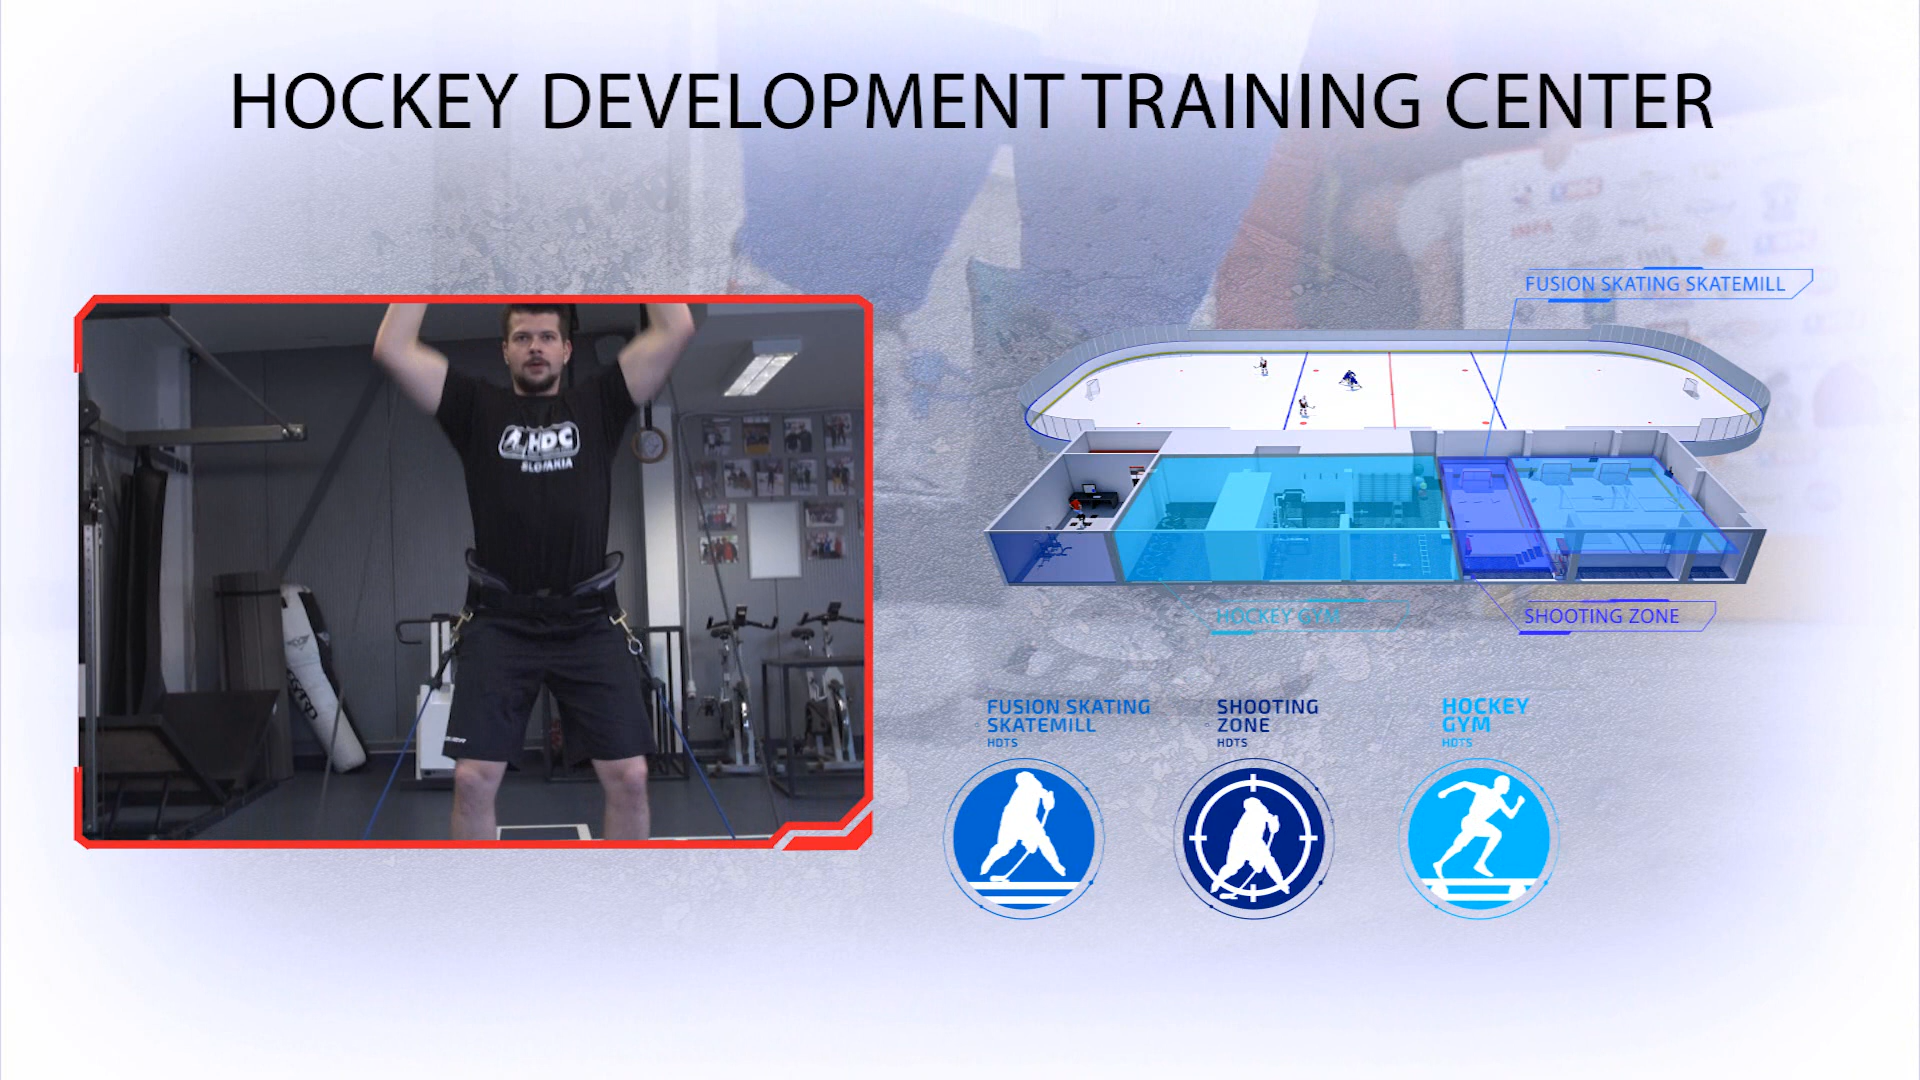 HOCKEY DEVELOPMENT TRAINING CENTER
FUSION SKATING SKATEMILL
HDC
SLOVAKIA
HOCKEY GYM
SHOOTING ZONE
FUSION SKATING
SKATEMILL
HDTS
SHOOTING
ZONE
HDTS
HOCKEY
GYM
HDTS